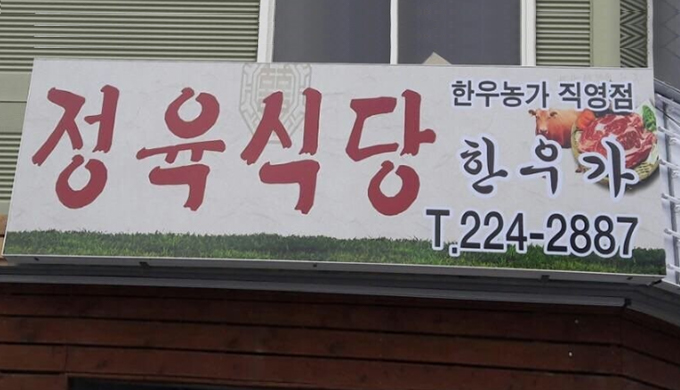 정육식당
한우농가 직영점
한우가
T.224-2887